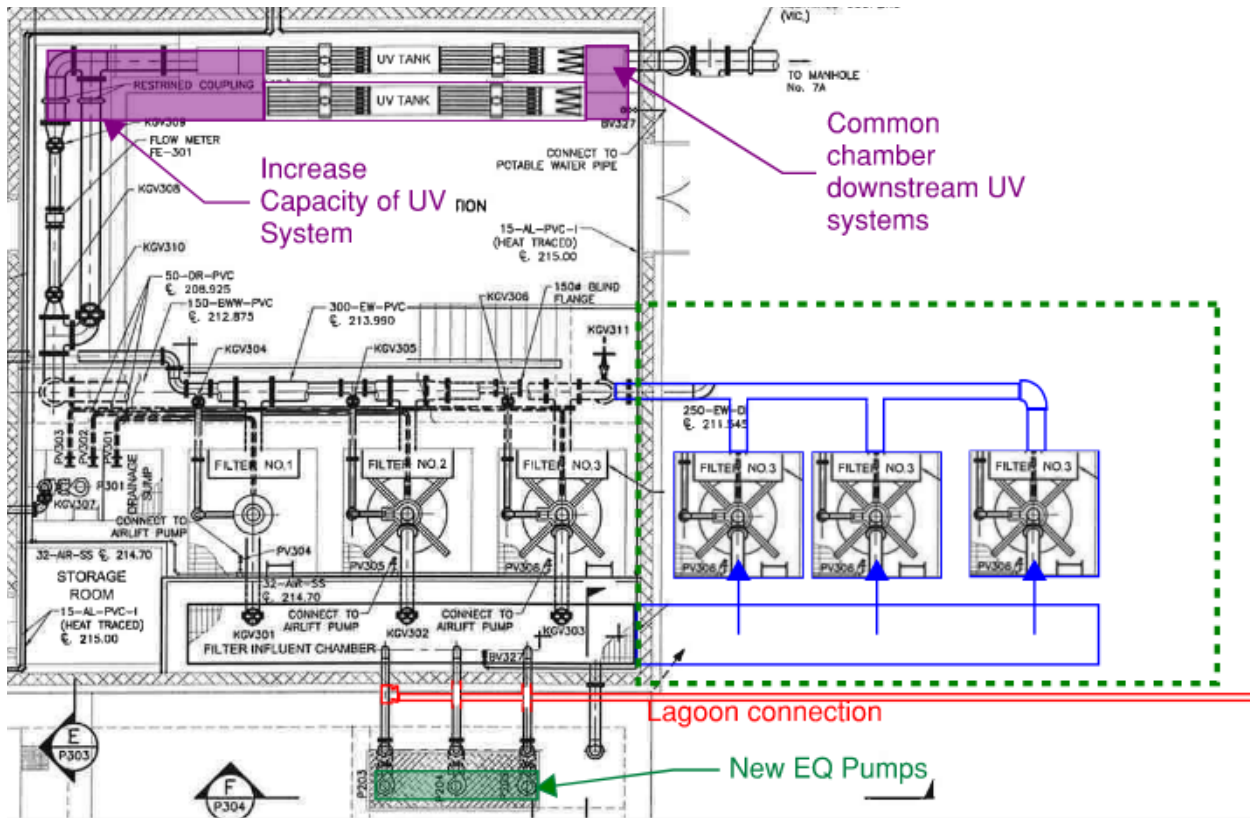 (VIC,)
UV TANK
TO MANHOLE
No. 7A
RESTRINED COUPLING
UV TANK
KGV309
BV327
FLOW METER
FE-301
Common
chamber
downstream UV
systems
CONNECT TO
POTABLE WATER PIPE
Increase
Capacity of UV
System
TION
KGV308
15-AL-PVC-I
(HEAT TRACED)
℄. 215.00
KGV310
50-DR-PVC
℄. 208.925
150-BWW-PVC
℄. 212.875
300-EW-PVC
℄. 213.990
KGV306
150# BLIND
FLANGE
KGV311
KGV304
KGV305
250-EW-DI
℄. 211.545
PV303
PV302
PV301
DRAINAGE
SUMP
FILTER NO.1
FILTER NO.2
FILTER NO.3
FILTER NO.3
FILTER NO.3
FILTER NO.3
P301
KGV307
CONNECT TO
AIRLIFT PUMP
32-AIR-SS ℄. 214.70
PV304
PV305
PV306
PV306
PV306
PV306
STORAGE
ROOM
32-AIR-SS
℄. 214.70
15-AL-PVC-I
(HEAT TRACED)
℄. 215.00
CONNECT TO
AIRLIFT PUMP
CONNECT TO
AIRLIFT PUMP
KGV301
KGV302
KGV303
FILTER INFLUENT CHAMBER
BV327
Lagoon connection
E
P303
F
P304
P203
P204
New EQ Pumps